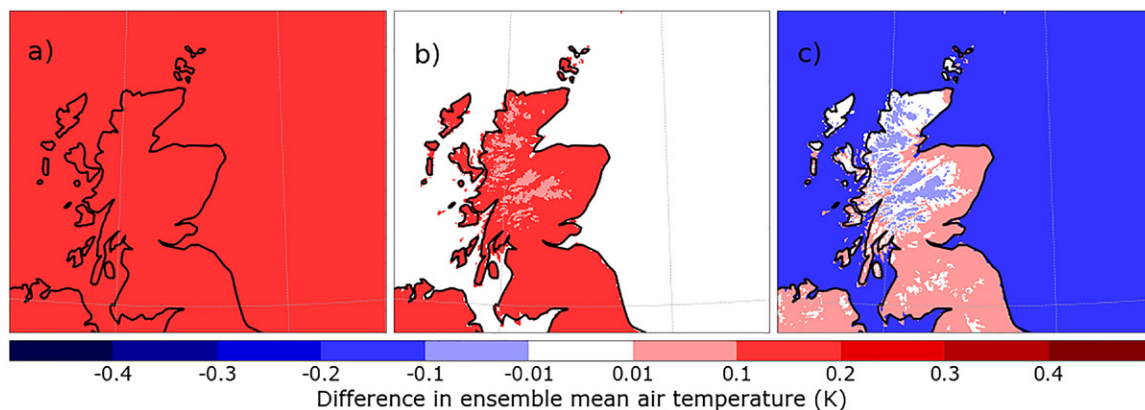 a) b) c)
-0.4 -0.3 -0.2 -0.1 -0.01 0.01 0.1 0.2 0.3 0.4
Difference in ensemble mean air temperature (K)